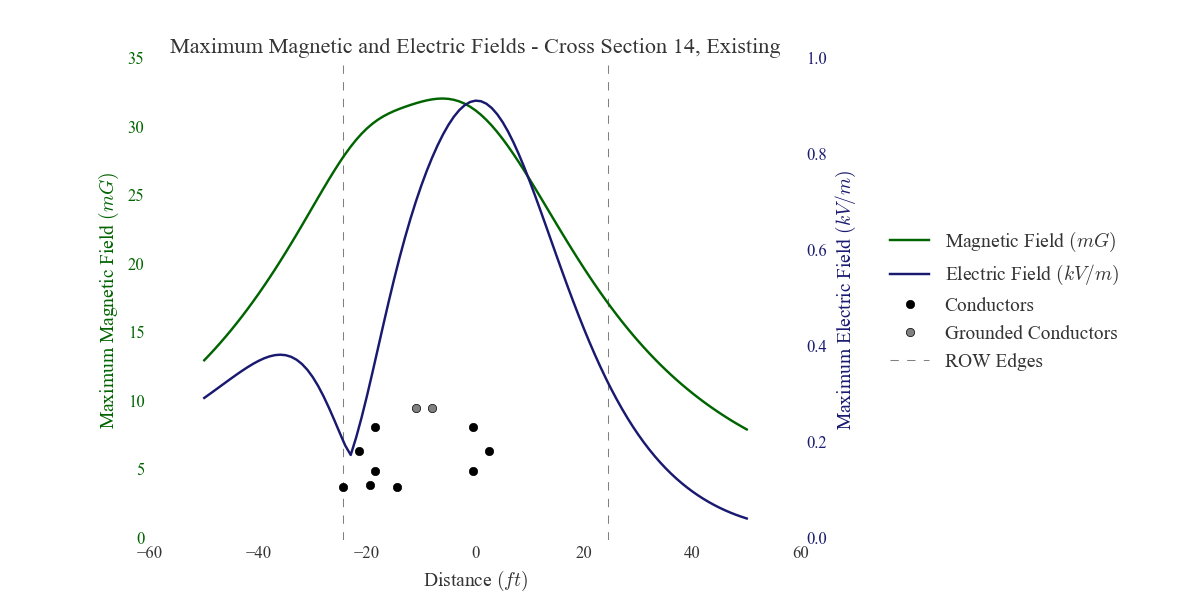 Maximum Magnetic and Electric Fields - Cross Section 14, Existing
35
30
25
20
15
10
5
0
Maximum Magnetic Field (mG)
1.0
0.8
0.6
0.4
0.2
0.0
Maximum Electric Field (kV/m)
−60
−40
−20
0
20
40
60
Distance (ft)
Magnetic Field (mG)
Electric Field (kV/m)
Conductors
Grounded Conductors
ROW Edges